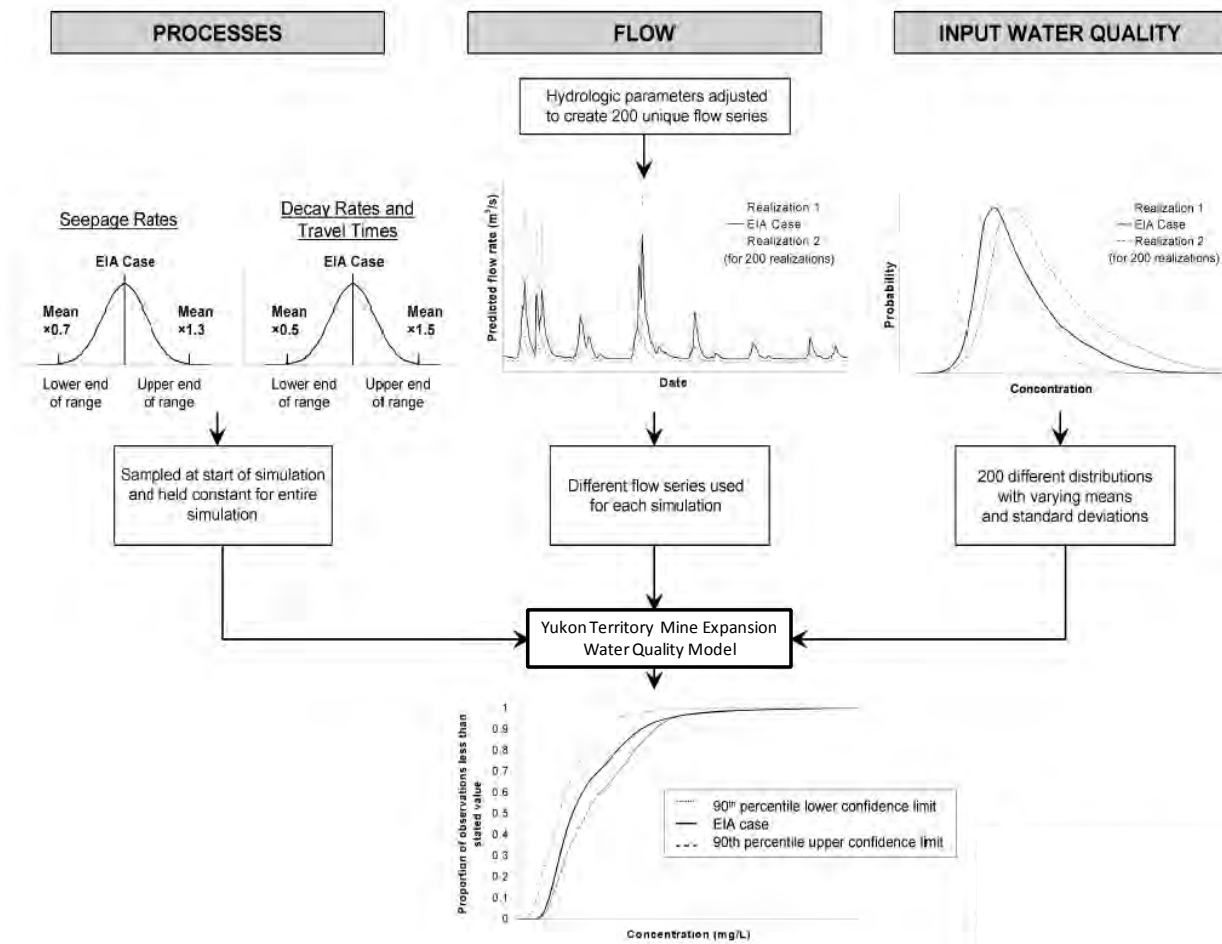 PROCESSES
FLOW
INPUT WATER QUALITY
Hydrologic parameters adjusted
to create 200 unique flow series
Seepage Rates
EIA Case
Mean
×0.7
Mean
×1.3
Lower end
of range
Upper end
of range
Decay Rates and
Travel Times
EIA Case
Mean
×0.5
Mean
×1.5
Lower end
of range
Upper end
of range
Predicted flow rate (m³/s)
Realization 1
EIA Case
Realization 2
(for 200 realizations)
Date
Probability
Realization 1
EIA Case
Realization 2
(for 200 realizations)
Concentration
Sampled at start of simulation
and held constant for entire
simulation
Different flow series used
for each simulation
200 different distributions
with varying means
and standard deviations
Yukon Territory Mine Expansion
Water Quality Model
Proportion of observations less than
stated value
1
0.9
0.8
0.7
0.6
0.5
0.4
0.3
0.2
0.1
0
90th percentile lower confidence limit
EIA case
90th percentile upper confidence limit
Concentration (mg/L)